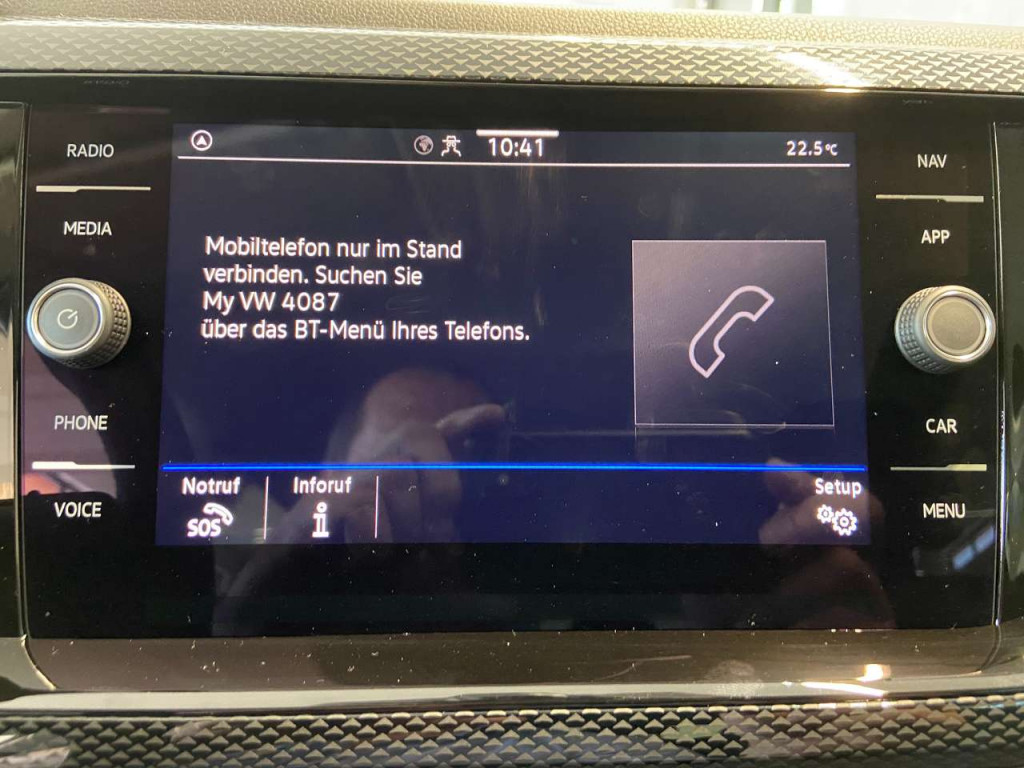 RADIO
MEDIA
PHONE
VOICE
10:41
22.5°C
Mobiltelefon nur im Stand
verbinden. Suchen Sie
My VW 4087
über das BT-Menü Ihres Telefons.
Notruf
SOS
Inforuf
i
Setup
NAV
APP
CAR
MENU